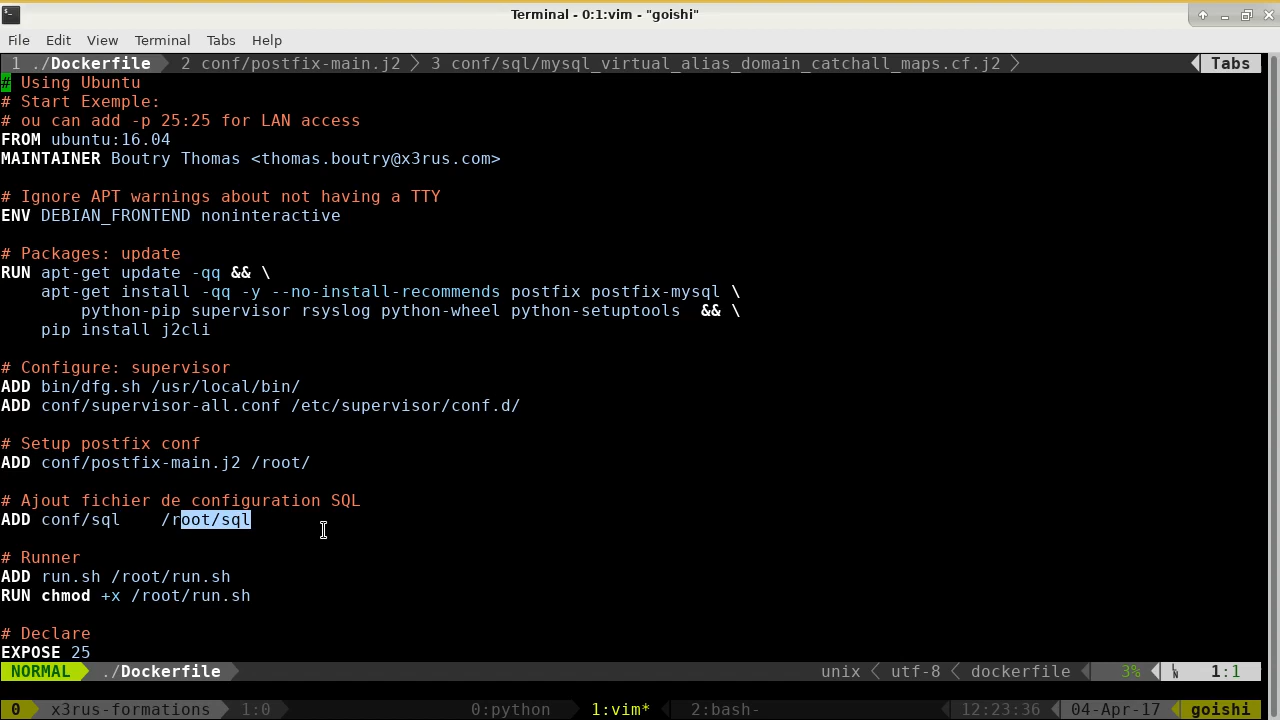 Terminal - 0:1:vim - "goishi"
File Edit View Terminal Tabs Help
1 ./Dockerfile 2 conf/postfix-main.j2 3 conf/sql/mysql_virtual_alias_domain_catchall_maps.cf.j2 Tabs
# Using Ubuntu
# Start Exemple:
# ou can add -p 25:25 for LAN access
FROM ubuntu:16.04
MAINTAINER Boutry Thomas <thomas.boutry@x3rus.com>
# Ignore APT warnings about not having a TTY
ENV DEBIAN_FRONTEND noninteractive
# Packages: update
RUN apt-get update -qq && \
    apt-get install -qq -y --no-install-recommends postfix postfix-mysql \
        python-pip supervisor rsyslog python-wheel python-setuptools  && \
    pip install j2cli
# Configure: supervisor
ADD bin/dfg.sh /usr/local/bin/
ADD conf/supervisor-all.conf /etc/supervisor/conf.d/
# Setup postfix conf
ADD conf/postfix-main.j2 /root/
# Ajout fichier de configuration SQL
ADD conf/sql    /root/sql
# Runner
ADD run.sh /root/run.sh
RUN chmod +x /root/run.sh
# Declare
EXPOSE 25
NORMAL ./Dockerfile unix utf-8 dockerfile 3% 1:1
0 x3rus-formations 1:0 0:python 1:vim* 2:bash- 12:23:36 04-Apr-17 goishi